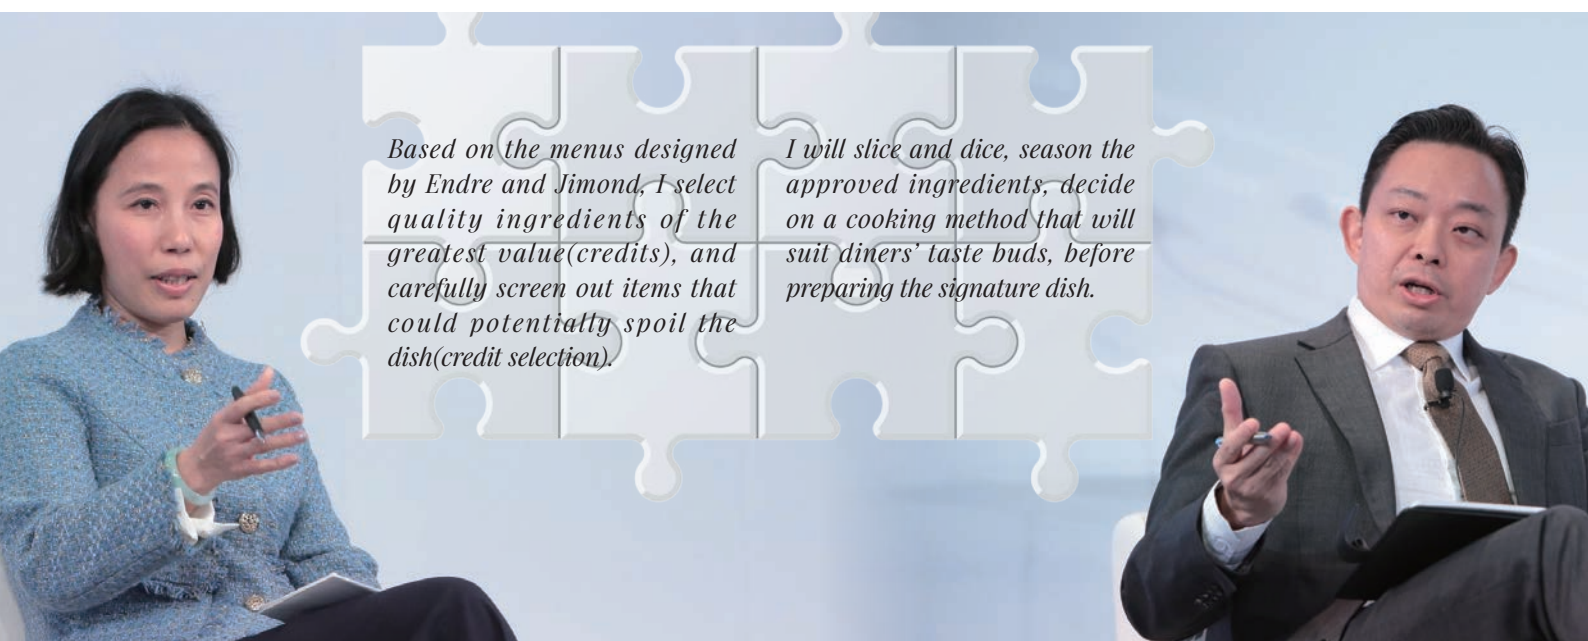 Based on the menus designed
by Endre and Jimond, I select
quality ingredients of the
greatest value(credits), and
carefully screen out items that
could potentially spoil the
dish(credit selection).
I will slice and dice, season the
approved ingredients, decide
on a cooking method that will
suit diners’ taste buds, before
preparing the signature dish.